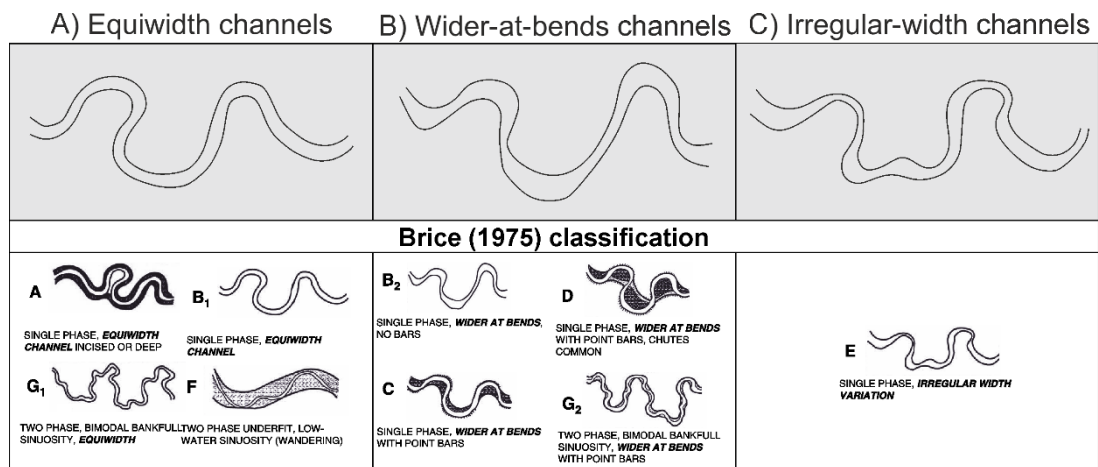 A) Equiwidth channels
B) Wider-at-bends channels
C) Irregular-width channels
Brice (1975) classification
A
SINGLE PHASE, EQUIWIDTH
CHANNEL INCISED OR DEEP
B1
SINGLE PHASE, EQUIWIDTH
CHANNEL
G1
TWO PHASE, BIMODAL BANKFULL
SINUOSITY, EQUIWIDTH
F
TWO PHASE UNDERFIT, LOW-
WATER SINUOSITY (WANDERING)
B2
SINGLE PHASE, WIDER AT BENDS,
NO BARS
D
SINGLE PHASE, WIDER AT BENDS
WITH POINT BARS, CHUTES
COMMON
C
SINGLE PHASE, WIDER AT BENDS
WITH POINT BARS
G2
TWO PHASE, BIMODAL BANKFULL
SINUOSITY, WIDER AT BENDS
WITH POINT BARS
E
SINGLE PHASE, IRREGULAR WIDTH
VARIATION